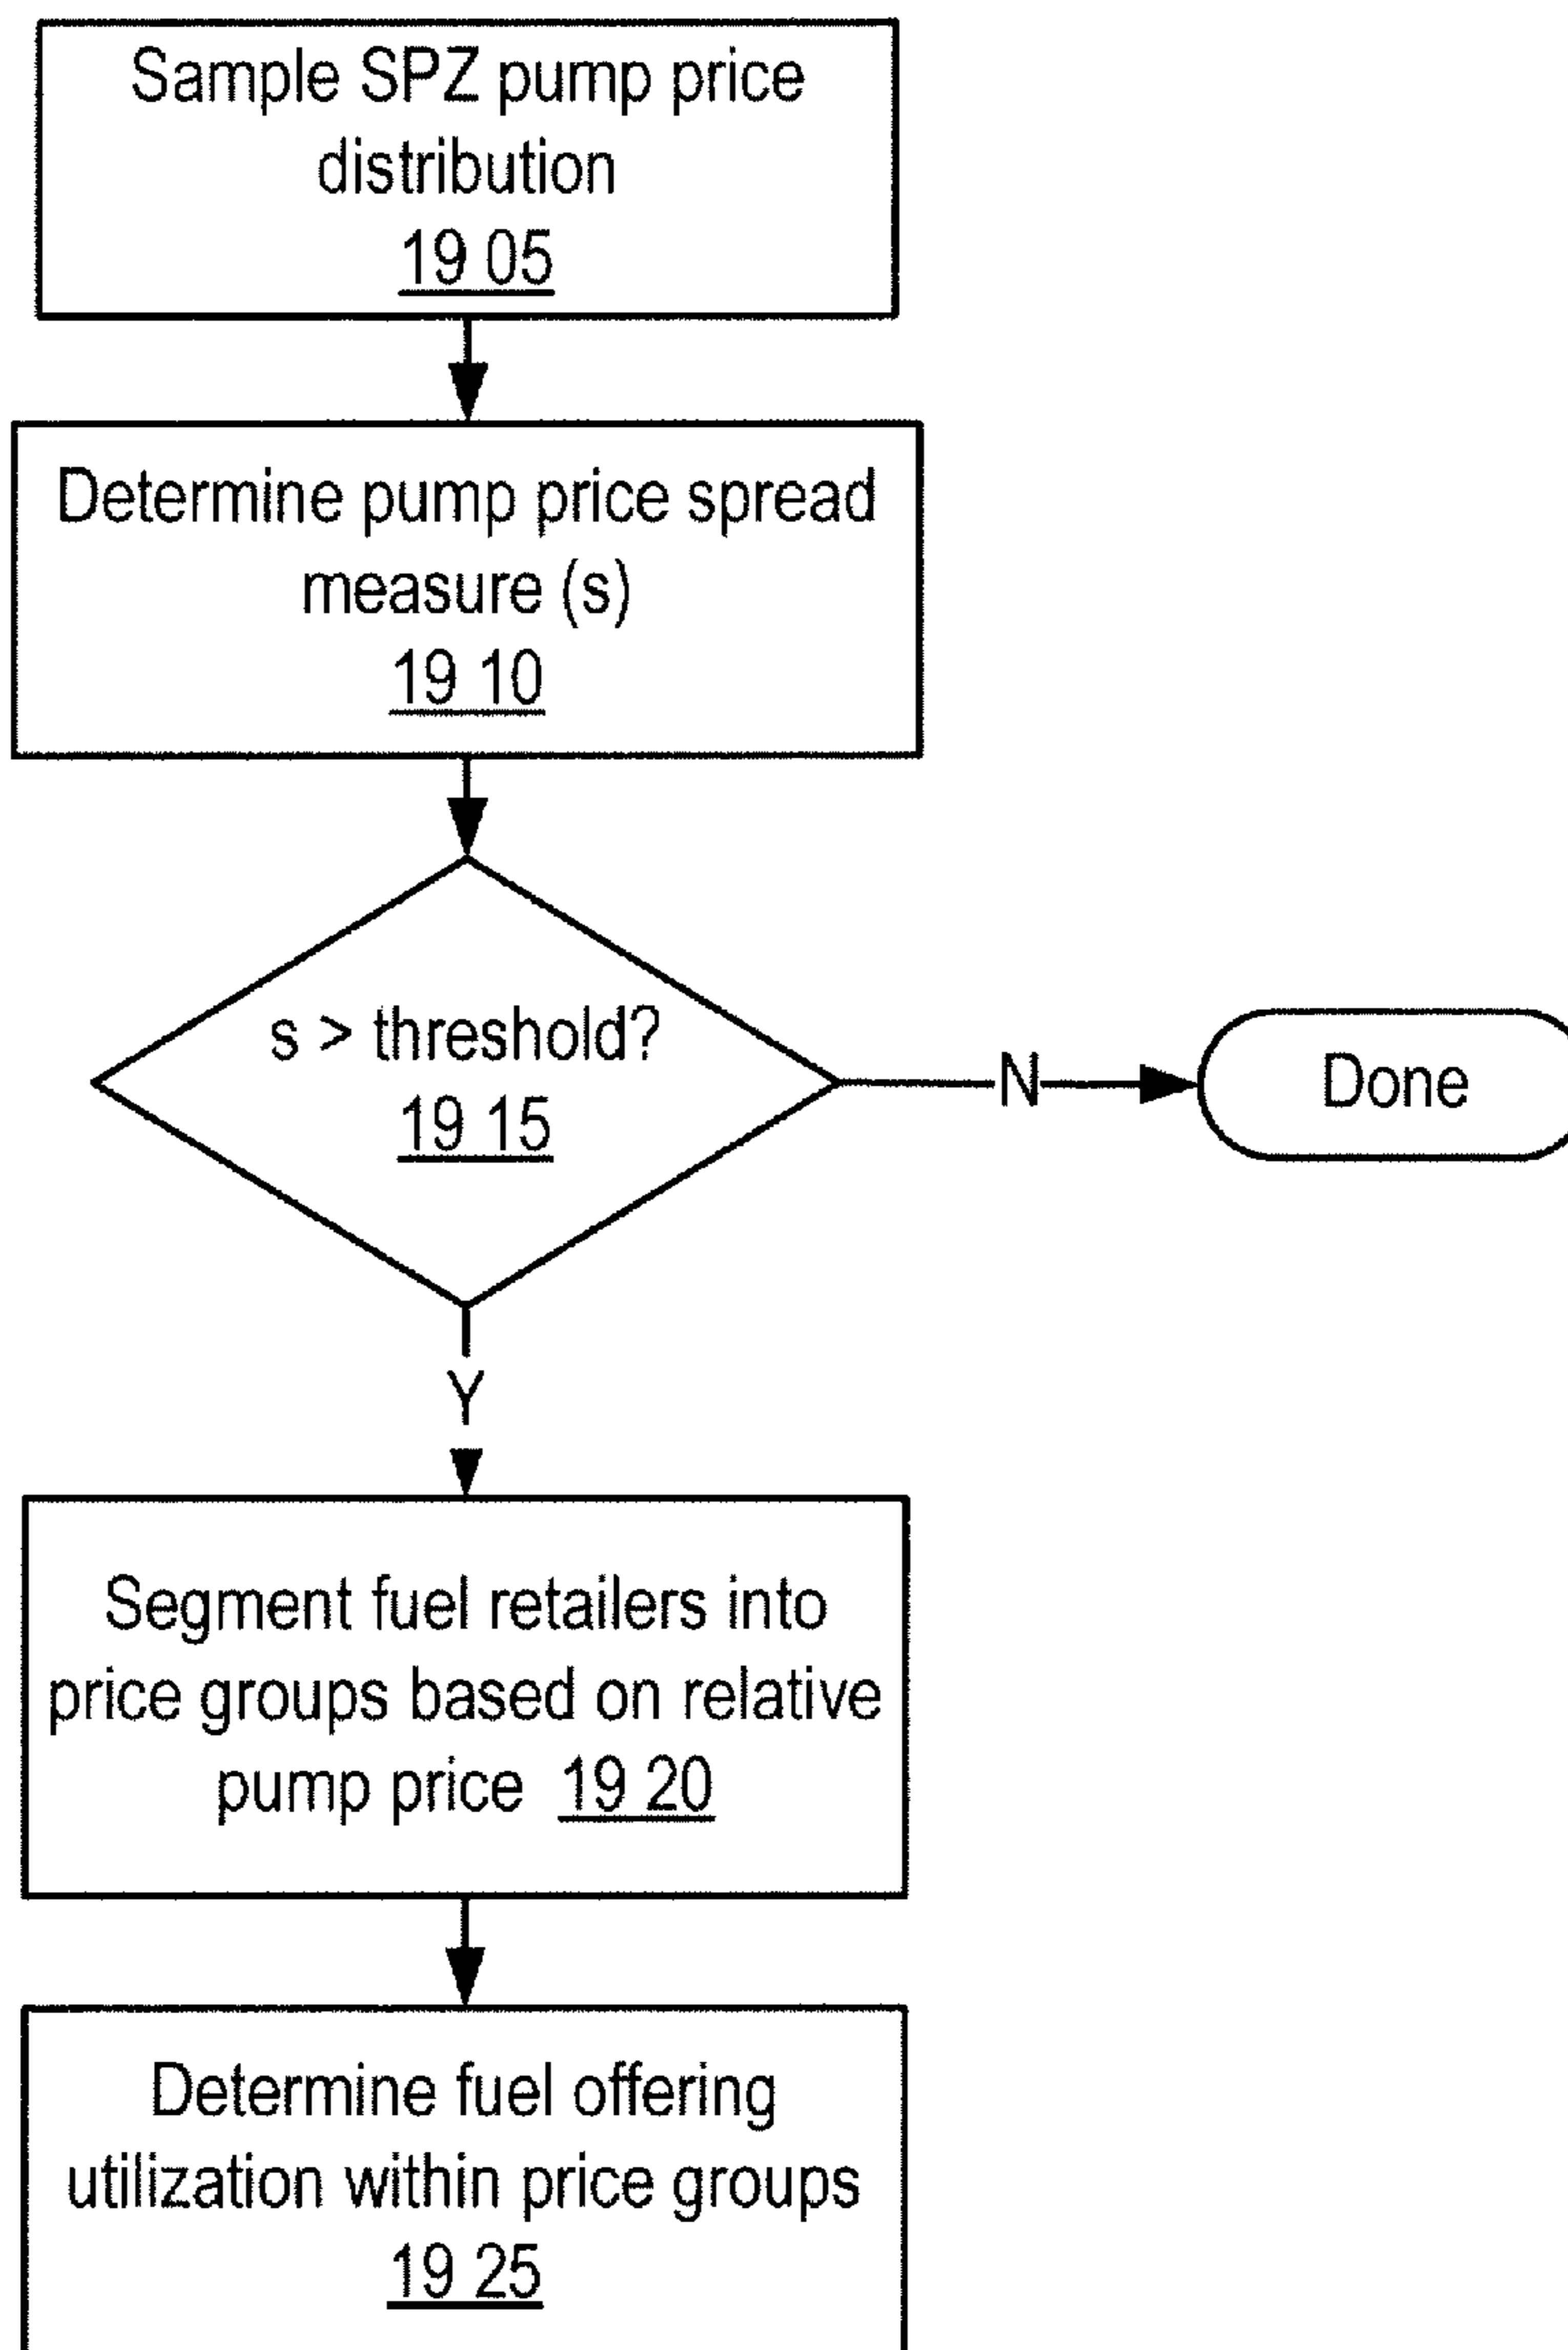 Sample SPZ pump price
distribution
19 05
Determine pump price spread
measure (s)
19 10
s > threshold?
19 15
N
Done
Y
Segment fuel retailers into
price groups based on relative
pump price 19 20
Determine fuel offering
utilization within price groups
19 25